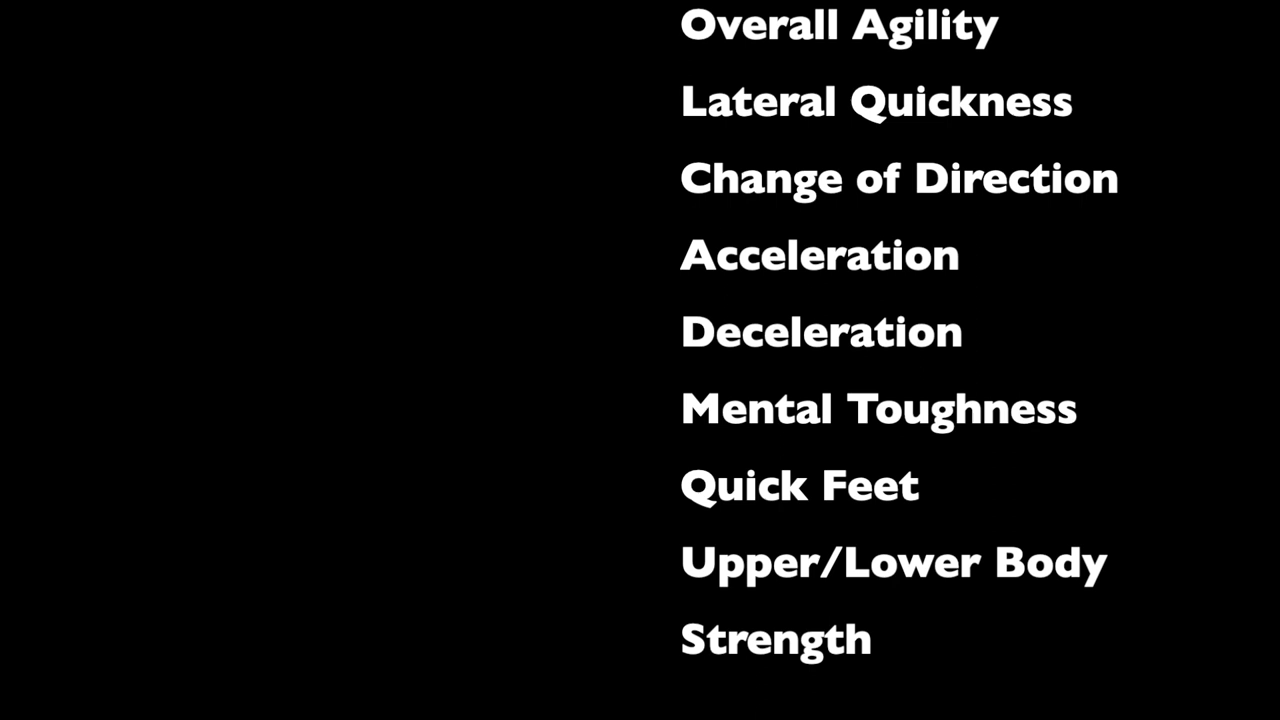 Overall Agility
Lateral Quickness
Change of Direction
Acceleration
Deceleration
Mental Toughness
Quick Feet
Upper/Lower Body
Strength